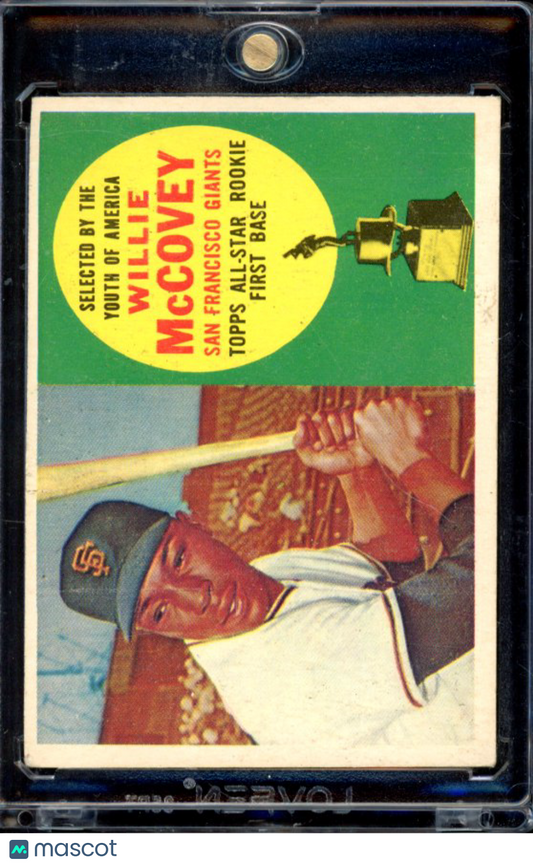 SELECTED BY THE
YOUTH OF AMERICA
WILLIE
McCOVEY
SAN FRANCISCO GIANTS
TOPPS ALL-STAR ROOKIE
FIRST BASE
SF
mascot